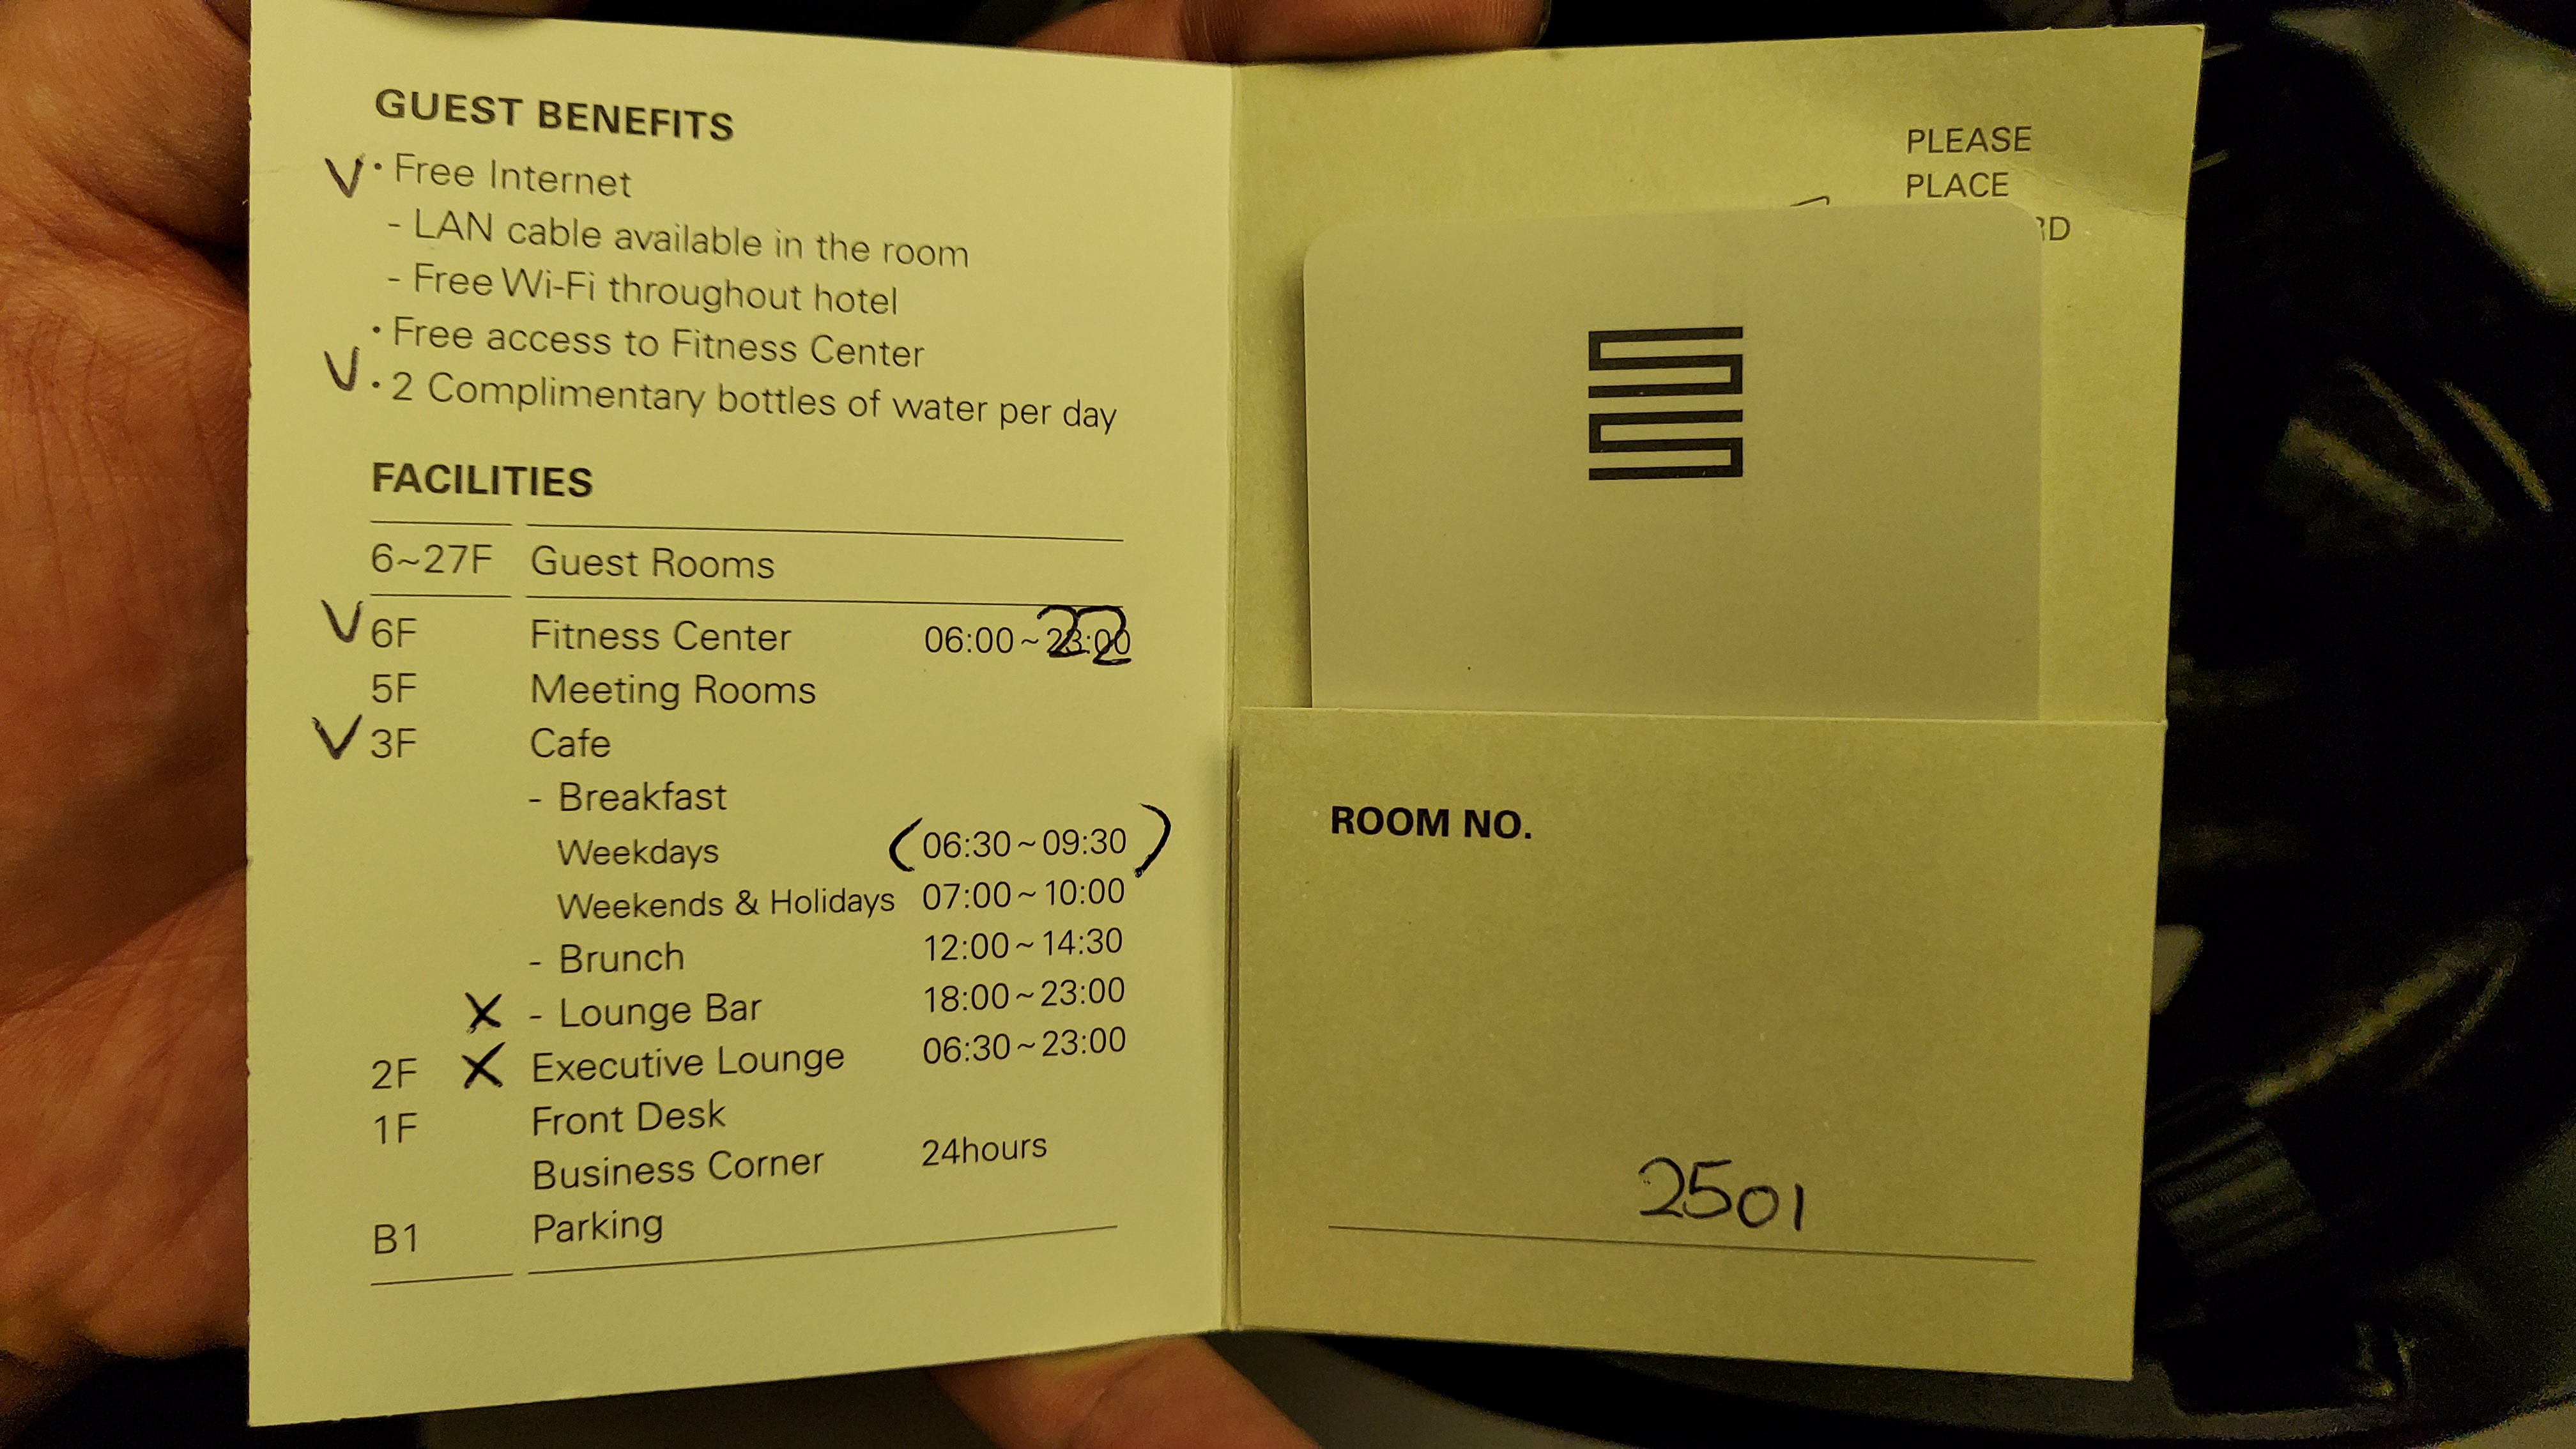 GUEST BENEFITS
V · Free Internet
- LAN cable available in the room
- Free Wi-Fi throughout hotel
· Free access to Fitness Center
V · 2 Complimentary bottles of water per day
FACILITIES
6~27F Guest Rooms
V 6F Fitness Center 06:00~23:00 22
5F Meeting Rooms
V 3F Cafe
- Breakfast
Weekdays (06:30~09:30)
Weekends & Holidays 07:00~10:00
- Brunch 12:00~14:30
X - Lounge Bar 18:00~23:00
2F X Executive Lounge 06:30~23:00
1F Front Desk
Business Corner 24hours
B1 Parking
PLEASE
PLACE
ROOM NO.
2501